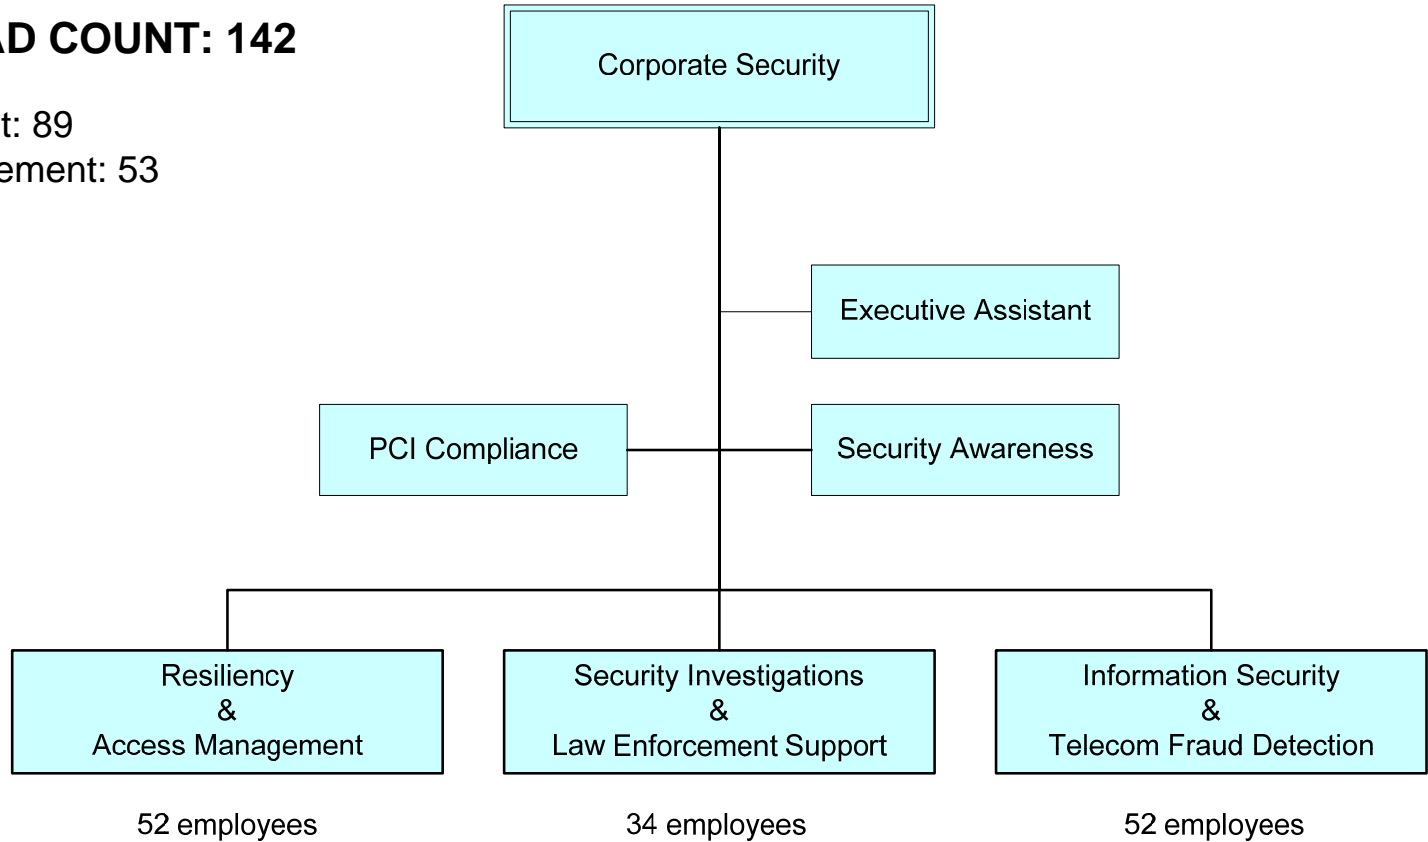 AD COUNT: 142
t: 89
ement: 53
Corporate Security
Executive Assistant
PCI Compliance
Security Awareness
Resiliency
&
Access Management
Security Investigations
&
Law Enforcement Support
Information Security
&
Telecom Fraud Detection
52 employees
34 employees
52 employees